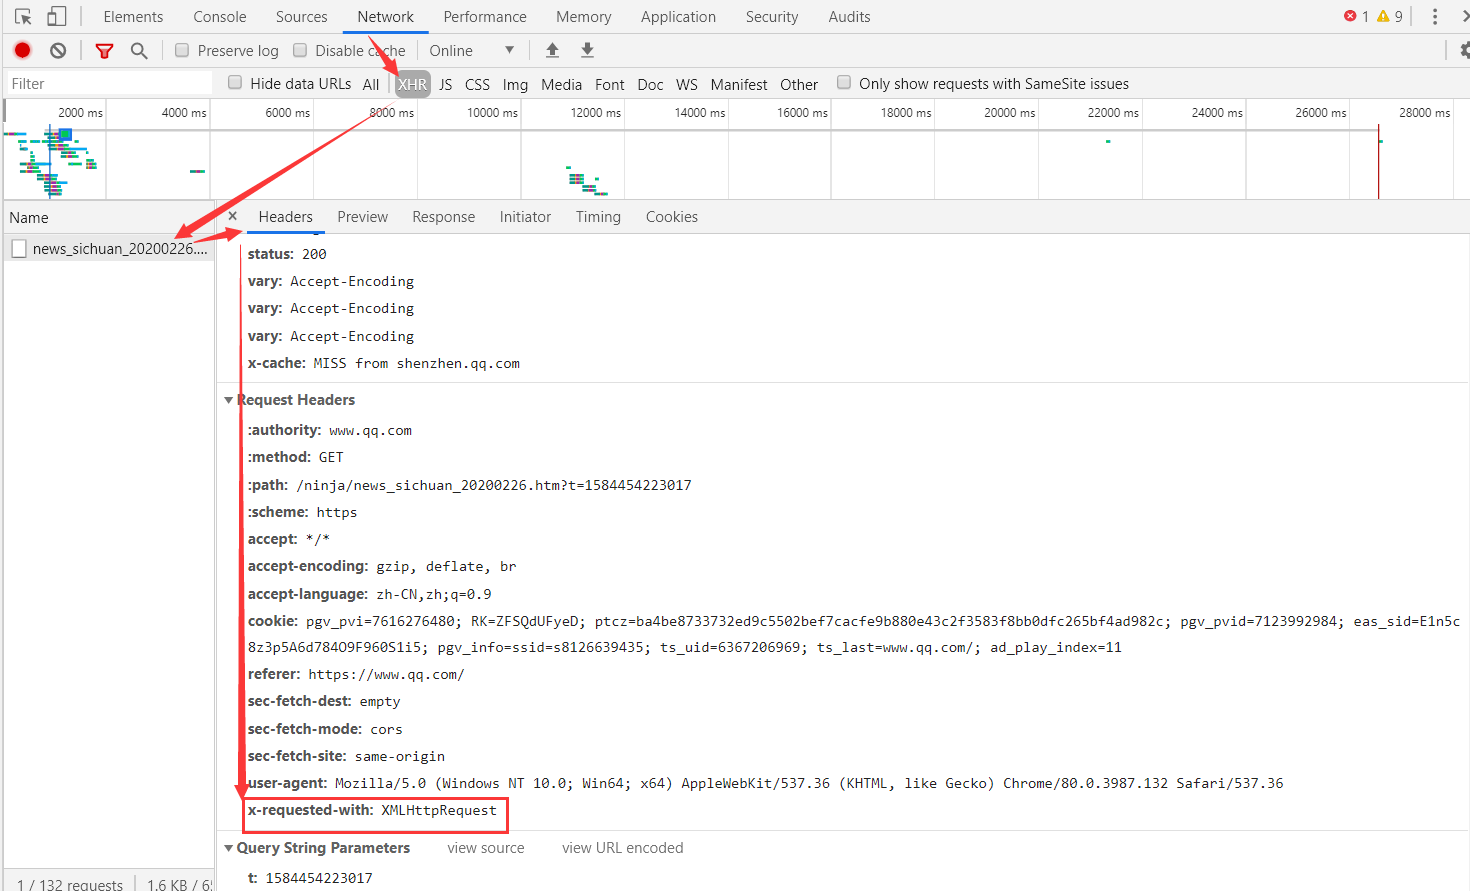 Elements Console Sources Network Performance Memory Application Security Audits 1 9
Preserve log Disable cache Online
Filter Hide data URLs All XHR JS CSS Img Media Font Doc WS Manifest Other Only show requests with SameSite issues
2000 ms 4000 ms 6000 ms 8000 ms 10000 ms 12000 ms 14000 ms 16000 ms 18000 ms 20000 ms 22000 ms 24000 ms 26000 ms 28000 ms
Name × Headers Preview Response Initiator Timing Cookies
news_sichuan_20200226....
status: 200
vary: Accept-Encoding
vary: Accept-Encoding
vary: Accept-Encoding
x-cache: MISS from shenzhen.qq.com
Request Headers
:authority: www.qq.com
:method: GET
:path: /ninja/news_sichuan_20200226.htm?t=1584454223017
:scheme: https
accept: */*
accept-encoding: gzip, deflate, br
accept-language: zh-CN,zh;q=0.9
cookie: pgv_pvi=7616276480; RK=ZFSQdUFyeD; ptcz=ba4be8733732ed9c5502bef7cacfe9b880e43c2f3583f8bb0dfc265bf4ad982c; pgv_pvid=7123992984; eas_sid=E1n5c
8z3p5A6d784O9F960S1i5; pgv_info=ssid=s8126639435; ts_uid=6367206969; ts_last=www.qq.com/; ad_play_index=11
referer: https://www.qq.com/
sec-fetch-dest: empty
sec-fetch-mode: cors
sec-fetch-site: same-origin
user-agent: Mozilla/5.0 (Windows NT 10.0; Win64; x64) AppleWebKit/537.36 (KHTML, like Gecko) Chrome/80.0.3987.132 Safari/537.36
x-requested-with: XMLHttpRequest
Query String Parameters view source view URL encoded
t: 1584454223017
1 / 132 requests 1.6 KB /